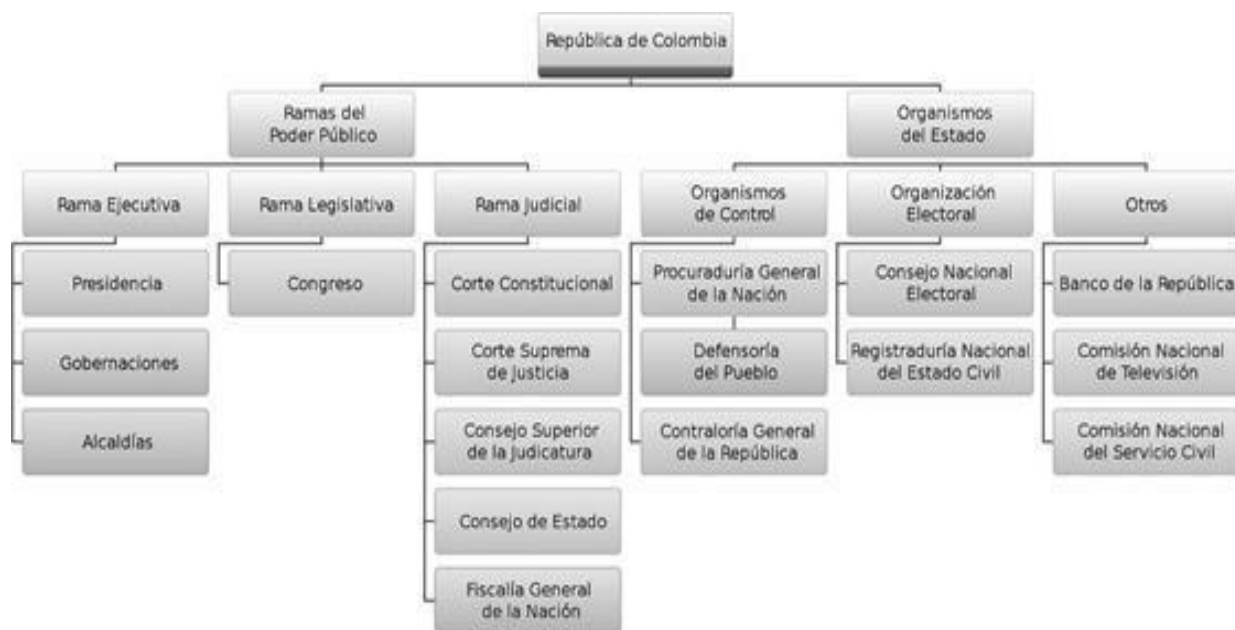 República de Colombia
Ramas del
Poder Público
Organismos
del Estado
Rama Ejecutiva
Rama Legislativa
Rama Judicial
Organismos
de Control
Organización
Electoral
Otros
Presidencia
Congreso
Corte Constitucional
Procuraduría General
de la Nación
Consejo Nacional
Electoral
Banco de la República
Gobernaciones
Corte Suprema
de Justicia
Defensoría
del Pueblo
Registraduría Nacional
del Estado Civil
Comisión Nacional
de Televisión
Alcaldías
Consejo Superior
de la Judicatura
Contraloría General
de la República
Comisión Nacional
del Servicio Civil
Consejo de Estado
Fiscalía General
de la Nación